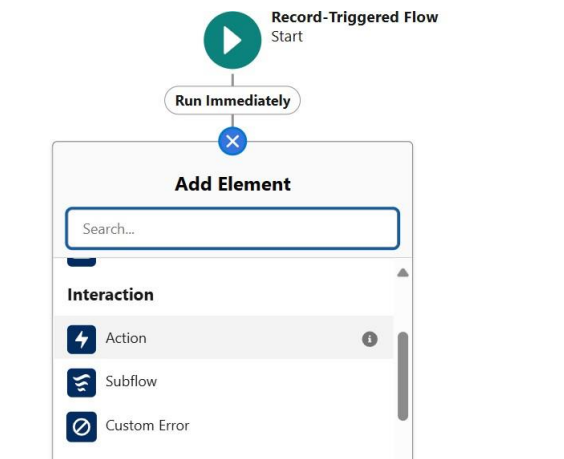 Record-Triggered Flow
Start
Run Immediately
Add Element
Search...
Interaction
Action
Subflow
Custom Error